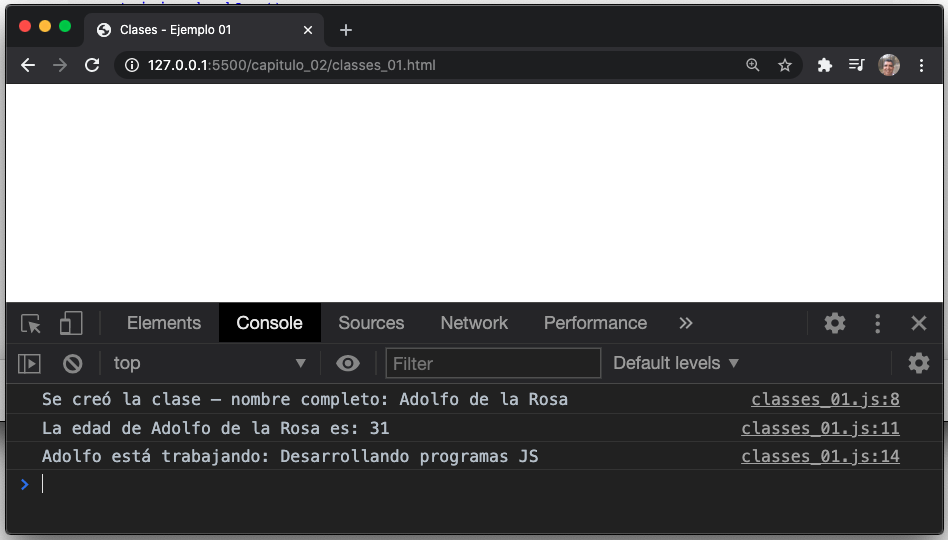 Clases - Ejemplo 01
127.0.0.1:5500/capitulo_02/classes_01.html
Elements Console Sources Network Performance
top Filter Default levels
Se creó la clase – nombre completo: Adolfo de la Rosa classes_01.js:8
La edad de Adolfo de la Rosa es: 31 classes_01.js:11
Adolfo está trabajando: Desarrollando programas JS classes_01.js:14